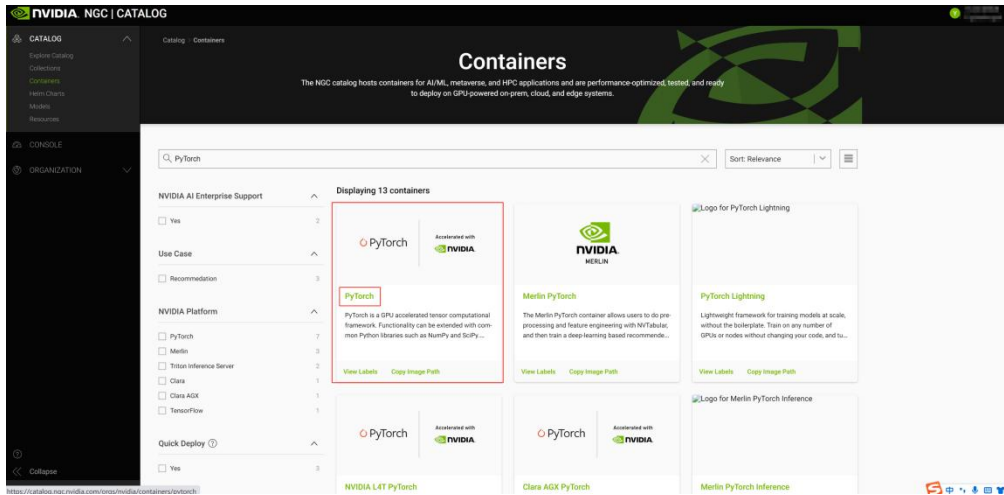 NVIDIA. NGC | CATALOG
CATALOG
Explore Catalog
Collections
Containers
Helm Charts
Models
Resources
CONSOLE
ORGANIZATION
Collapse
Catalog > Containers
Containers
The NGC catalog hosts containers for AI/ML, metaverse, and HPC applications and are performance-optimized, tested, and ready
to deploy on GPU-powered on-prem, cloud, and edge systems.
PyTorch
Sort: Relevance
NVIDIA AI Enterprise Support
Yes 2
Use Case
Recommedation 3
NVIDIA Platform
PyTorch 7
Merlin 3
Triton Inference Server 2
Clara 1
Clara AGX 1
TensorFlow 1
Quick Deploy ?
Yes 3
Displaying 13 containers
PyTorch
Accelerated with
NVIDIA.
PyTorch
PyTorch is a GPU accelerated tensor computational
framework. Functionality can be extended with com-
mon Python libraries such as NumPy and SciPy....
View Labels Copy Image Path
NVIDIA.
MERLIN
Merlin PyTorch
The Merlin PyTorch container allows users to do pre-
processing and feature engineering with NVTabular,
and then train a deep-learning based recommende...
View Labels Copy Image Path
Logo for PyTorch Lightning
PyTorch Lightning
Lightweight framework for training models at scale,
without the boilerplate. Train on any number of
GPUs or nodes without changing your code, and tu...
View Labels Copy Image Path
PyTorch
Accelerated with
NVIDIA.
NVIDIA L4T PyTorch
PyTorch
Accelerated with
NVIDIA.
Clara AGX PyTorch
Logo for Merlin PyTorch Inference
Merlin PyTorch Inference
https://catalog.ngc.nvidia.com/orgs/nvidia/containers/pytorch
中